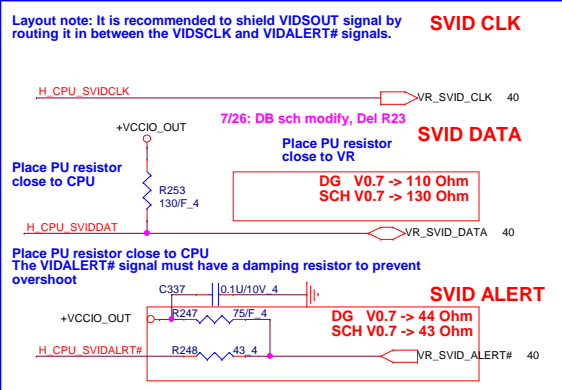 Layout note: It is recommended to shield VIDSOUT signal by
routing it in between the VIDSCLK and VIDALERT# signals.
SVID CLK
H_CPU_SVIDCLK
VR_SVID_CLK 40
7/26: DB sch modify, Del R23
+VCCIO_OUT
SVID DATA
Place PU resistor
close to VR
Place PU resistor
close to CPU
R253
130/F_4
DG V0.7 -> 110 Ohm
SCH V0.7 -> 130 Ohm
H_CPU_SVIDDAT
VR_SVID_DATA 40
Place PU resistor close to CPU
The VIDALERT# signal must have a damping resistor to prevent
overshoot
C337 0.1U/10V_4
SVID ALERT
+VCCIO_OUT
R247 75/F_4
DG V0.7 -> 44 Ohm
SCH V0.7 -> 43 Ohm
H_CPU_SVIDALRT#
R248 43_4
VR_SVID_ALERT# 40